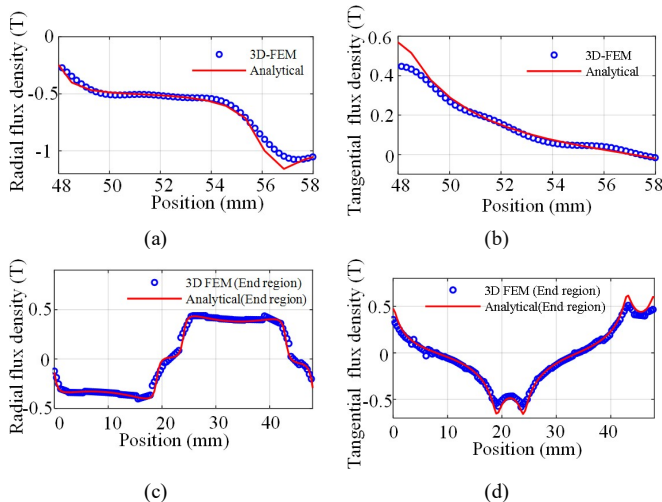 0
-0.5
-1
3D-FEM
Analytical
Radial flux density (T)
48 50 51 53 54 56 58
Position (mm)
(a)
0.6
0.4
0.2
0
3D-FEM
Analytical
Tangential flux density (T)
48 50 51 53 54 56 58
Position (mm)
(b)
0.5
0
-0.5
3D FEM (End region)
Analytical(End region)
Radial flux density (T)
0 10 20 30 40
Position (mm)
(c)
0.5
0
-0.5
3D FEM (End region)
Analytical(End region)
Tangential flux density (T)
0 10 20 30 40
Position (mm)
(d)